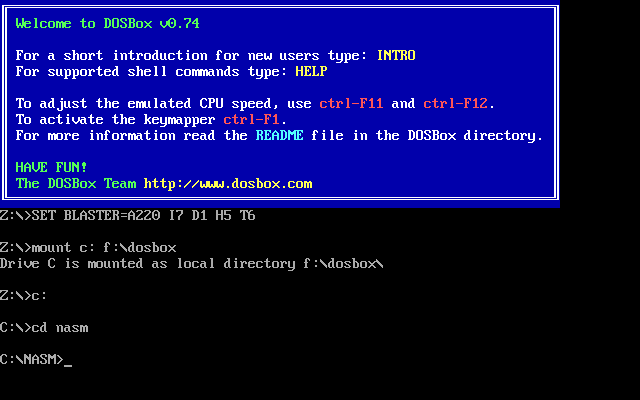 Welcome to DOSBox v0.74
For a short introduction for new users type: INTRO
For supported shell commands type: HELP
To adjust the emulated CPU speed, use ctrl-F11 and ctrl-F12.
To activate the keymapper ctrl-F1.
For more information read the README file in the DOSBox directory.
HAVE FUN!
The DOSBox Team http://www.dosbox.com
Z:\>SET BLASTER=A220 I7 D1 H5 T6
Z:\>mount c: f:\dosbox
Drive C is mounted as local directory f:\dosbox\
Z:\>c:
C:\>cd nasm
C:\NASM>_